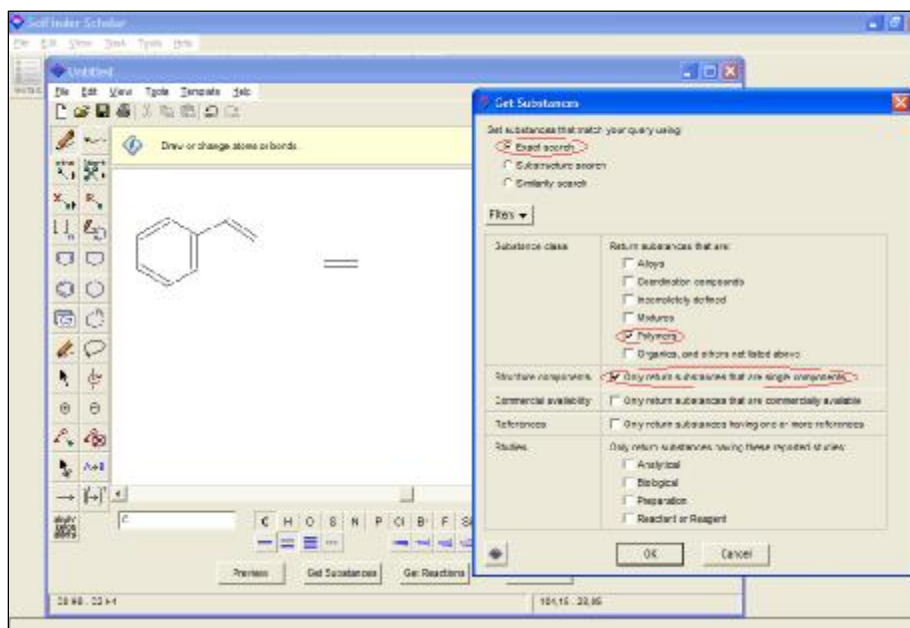 SciFinder Scholar
File Edit View Task Tools Help
Untitled
File Edit View Tools Template Help
Draw or change atoms or bonds.
Get Substances
Get substances that match your query using:
Exact search
Substructure search
Similarity search
Filters
Substance class:
Return substances that are:
Alloys
Coordination compounds
Incompletely defined
Mixtures
Polymers
Organics, and others not listed above
Structure components:
Only return substances that are single components
Commercial availability:
Only return substances that are commercially available
References:
Only return substances having one or more references
Studies:
Only return substances having these reported studies:
Analytical
Biological
Preparation
Reactant or Reagent
OK
Cancel
C
C H O S N P Cl Br F
Preview
Get Substances
Get Reactions